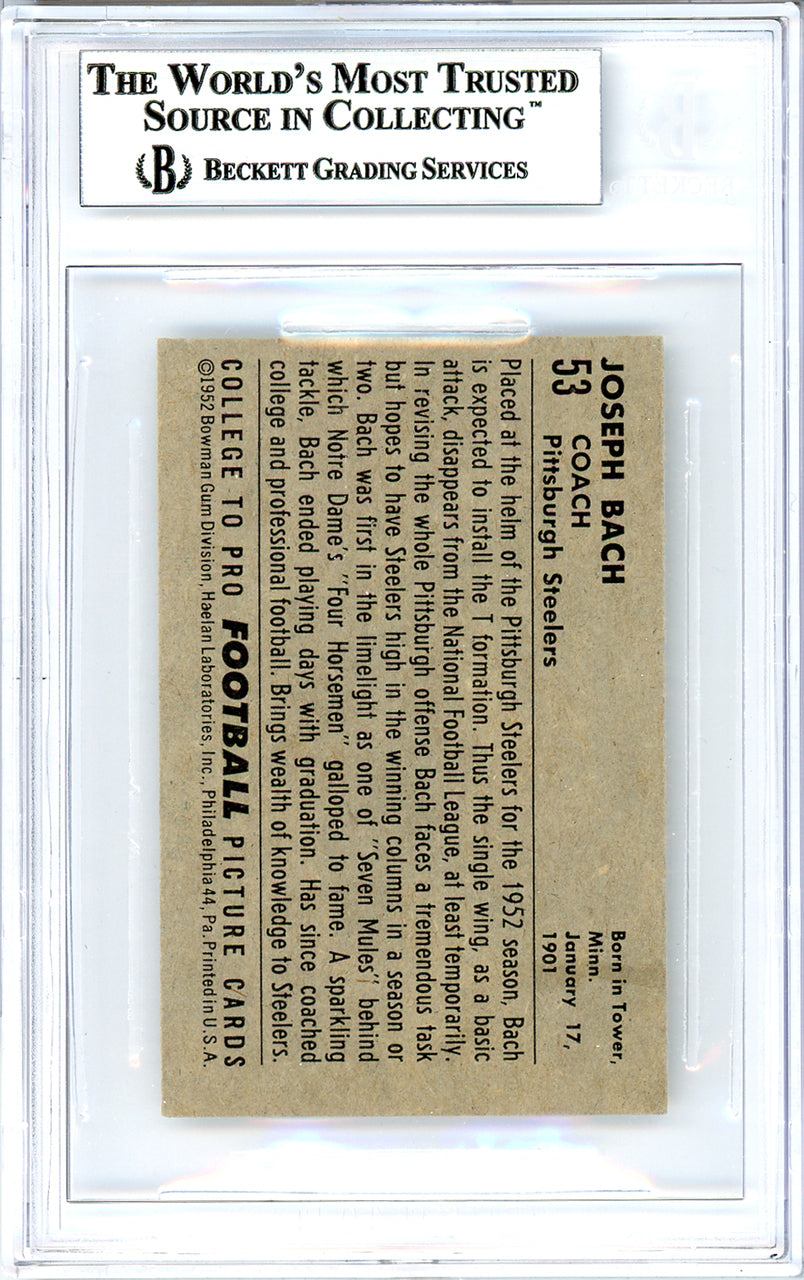 THE WORLD'S MOST TRUSTED
SOURCE IN COLLECTING™
B BECKETT GRADING SERVICES
JOSEPH BACH
53 COACH
Pittsburgh Steelers
Born in Tower,
Minn.
January 17,
1901
Placed at the helm of the Pittsburgh Steelers for the 1952 season, Bach
is expected to install the T formation. Thus the single wing, as a basic
attack, disappears from the National Football League, at least temporarily.
In revising the whole Pittsburgh offense Bach faces a tremendous task
but hopes to have Steelers high in the winning columns in a season or
two. Bach was first in the limelight as one of "Seven Mules" behind
which Notre Dame's "Four Horsemen" galloped to fame. A sparkling
tackle, Bach ended playing days with graduation. Has since coached
college and professional football. Brings wealth of knowledge to Steelers.
COLLEGE TO PRO FOOTBALL PICTURE CARDS
©1952 Bowman Gum Division, Haelan Laboratories, Inc., Philadelphia 44, Pa. Printed in U.S.A.